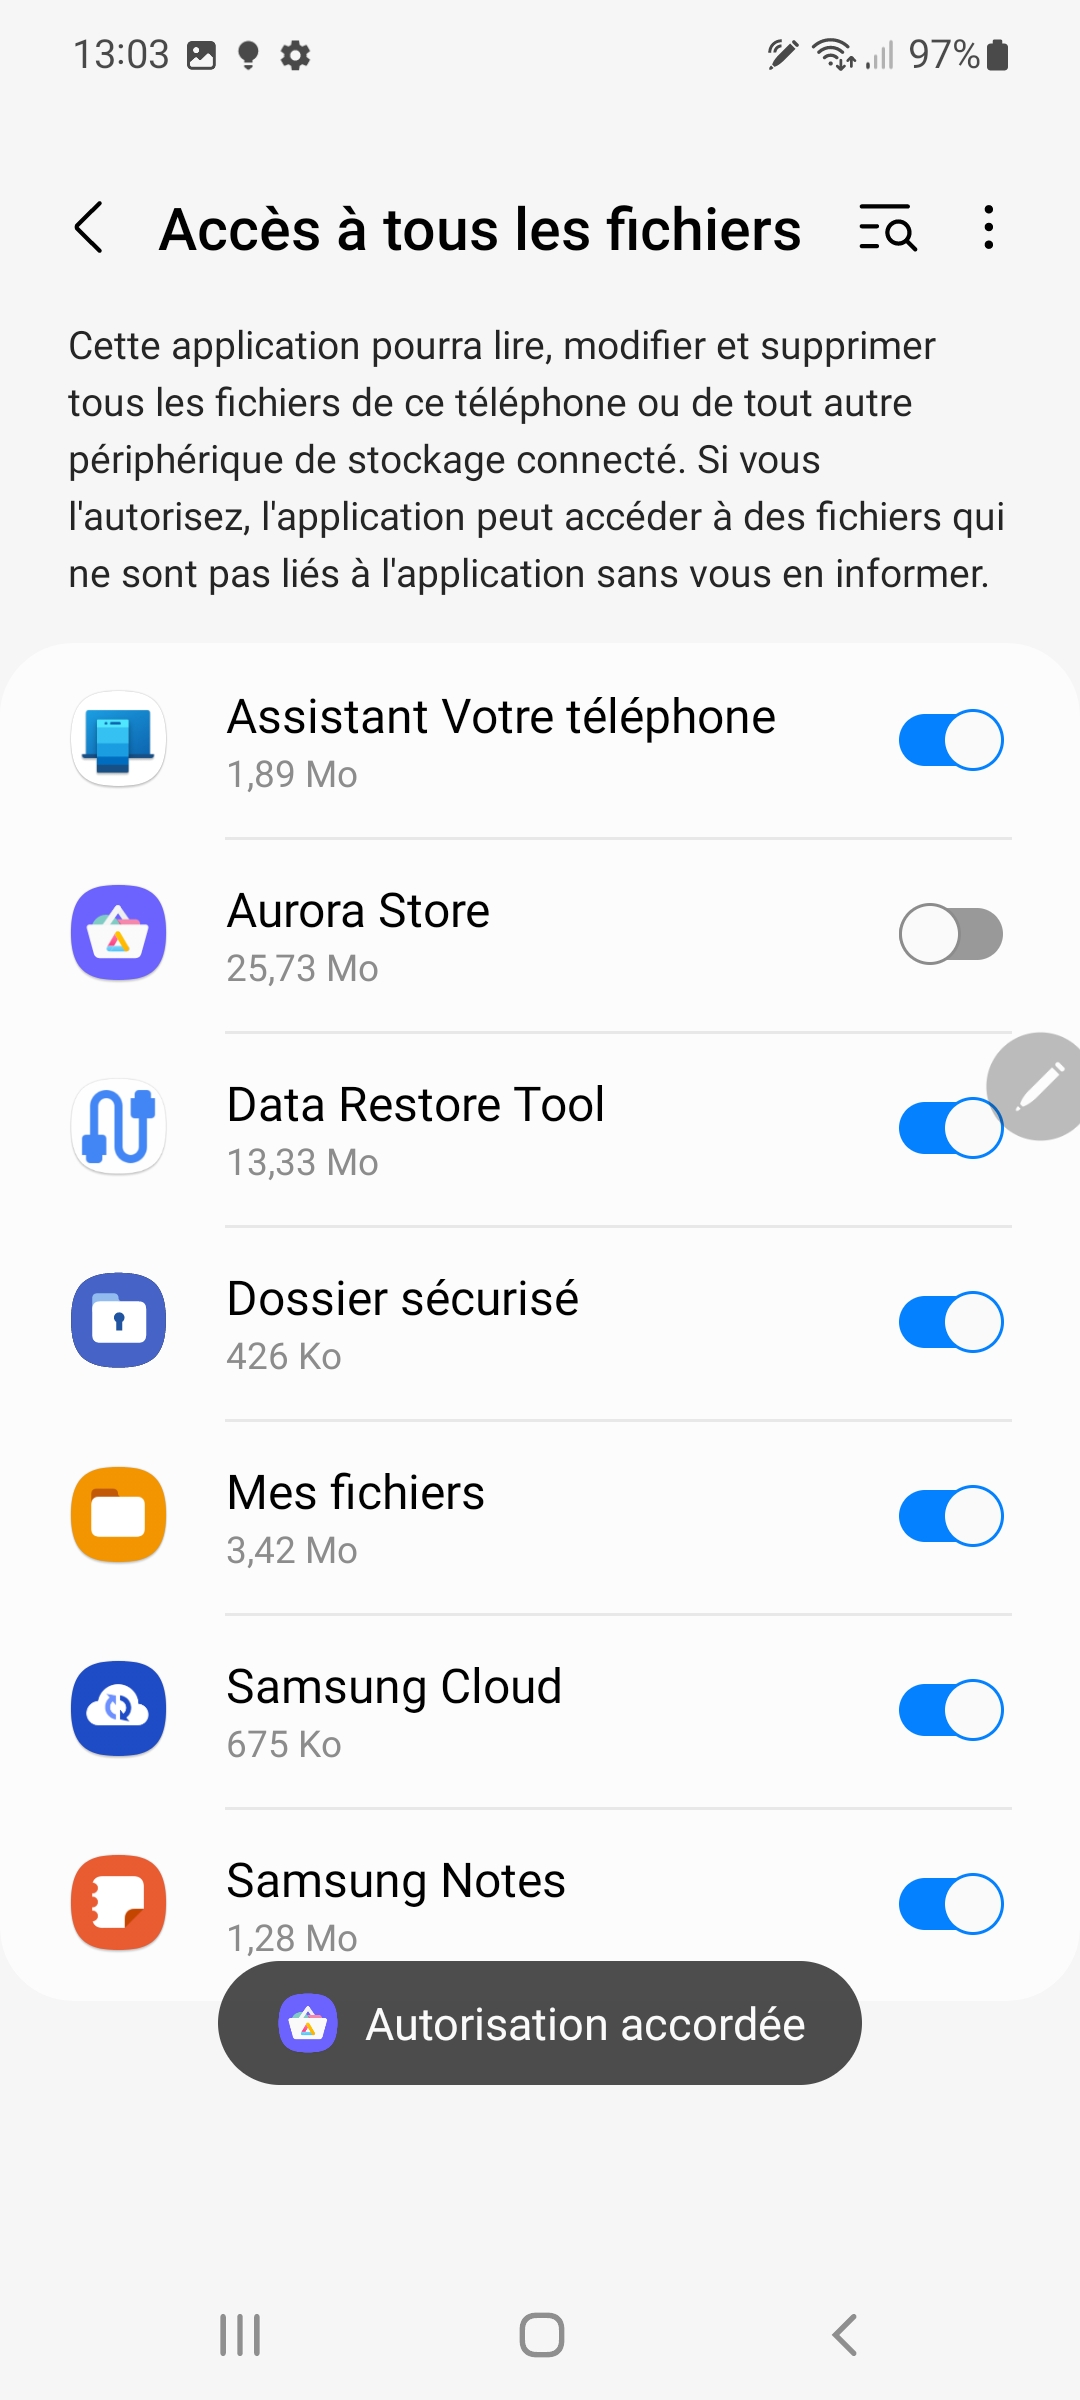 13:03
97%
Accès à tous les fichiers
Cette application pourra lire, modifier et supprimer
tous les fichiers de ce téléphone ou de tout autre
périphérique de stockage connecté. Si vous
l'autorisez, l'application peut accéder à des fichiers qui
ne sont pas liés à l'application sans vous en informer.
Assistant Votre téléphone
1,89 Mo
Aurora Store
25,73 Mo
Data Restore Tool
13,33 Mo
Dossier sécurisé
426 Ko
Mes fichiers
3,42 Mo
Samsung Cloud
675 Ko
Samsung Notes
1,28 Mo
Autorisation accordée